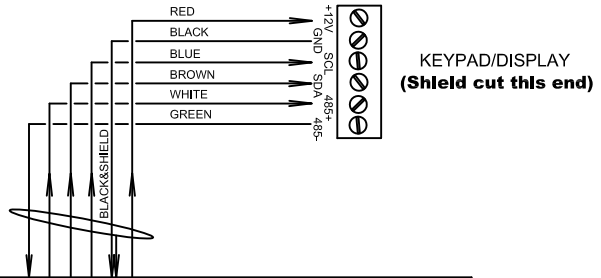 RED
BLACK
BLUE
BROWN
WHITE
GREEN
+12V
GND
SCL
SDA
485+
485-
KEYPAD/DISPLAY
(Shield cut this end)
BLACK&SHIELD